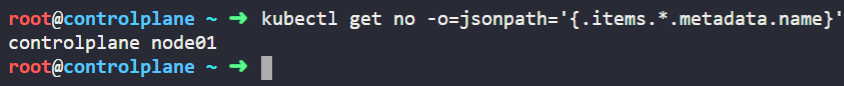 root@controlplane ~ ➜ kubectl get no -o=jsonpath='{.items.*.metadata.name}'
controlplane node01
root@controlplane ~ ➜